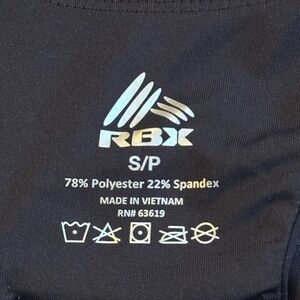 RBX
S/P
78% Polyester 22% Spandex
MADE IN VIETNAM
RN# 63619